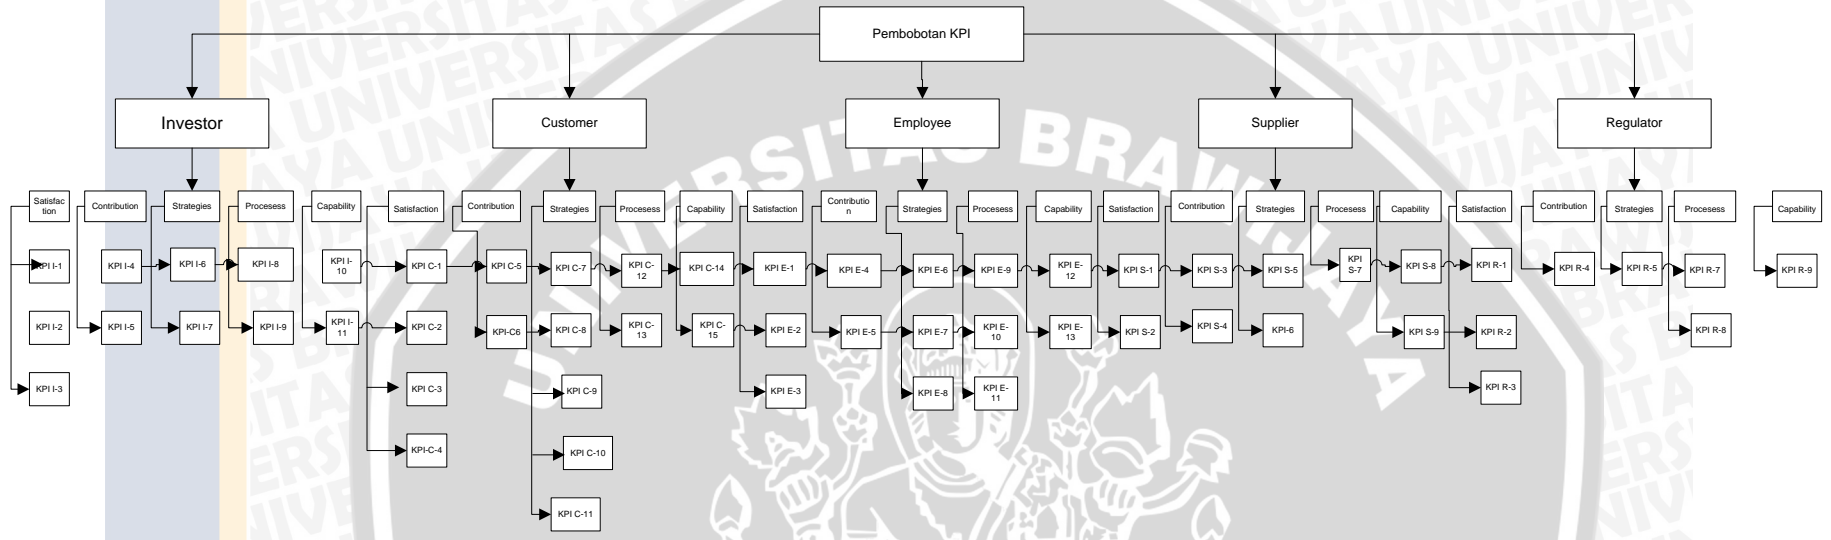 Pembobotan KPI
Investor
Customer
Employee
Supplier
Regulator
Satisfac
tion
Contribution
Strategies
Procesess
Capability
Satisfaction
Contribution
Strategies
Procesess
Capability
Satisfaction
Contributio
n
Strategies
Procesess
Capability
Satisfaction
Contribution
Strategies
Procesess
Capability
Satisfaction
Contribution
Strategies
Procesess
Capability
KPI I-1
KPI I-4
KPI I-6
KPI I-8
KPI I-
10
KPI C-1
KPI C-5
KPI C-7
KPI C-
12
KPI C-14
KPI E-1
KPI E-4
KPI E-6
KPI E-9
KPI E-
12
KPI S-1
KPI S-3
KPI S-5
KPI
S-7
KPI S-8
KPI R-1
KPI R-4
KPI R-5
KPI R-7
KPI R-9
KPI I-2
KPI I-5
KPI I-7
KPI I-9
KPI I-
11
KPI C-2
KPI-C6
KPI C-8
KPI C-
13
KPI C-
15
KPI E-2
KPI E-5
KPI E-7
KPI E-
10
KPI E-
13
KPI S-2
KPI S-4
KPI-6
KPI S-9
KPI R-2
KPI R-8
KPI I-3
KPI C-3
KPI C-9
KPI E-3
KPI E-8
KPI E-
11
KPI R-3
KPI-C-4
KPI C-10
KPI C-11
UNIVERSITAS BRAWIJAYA